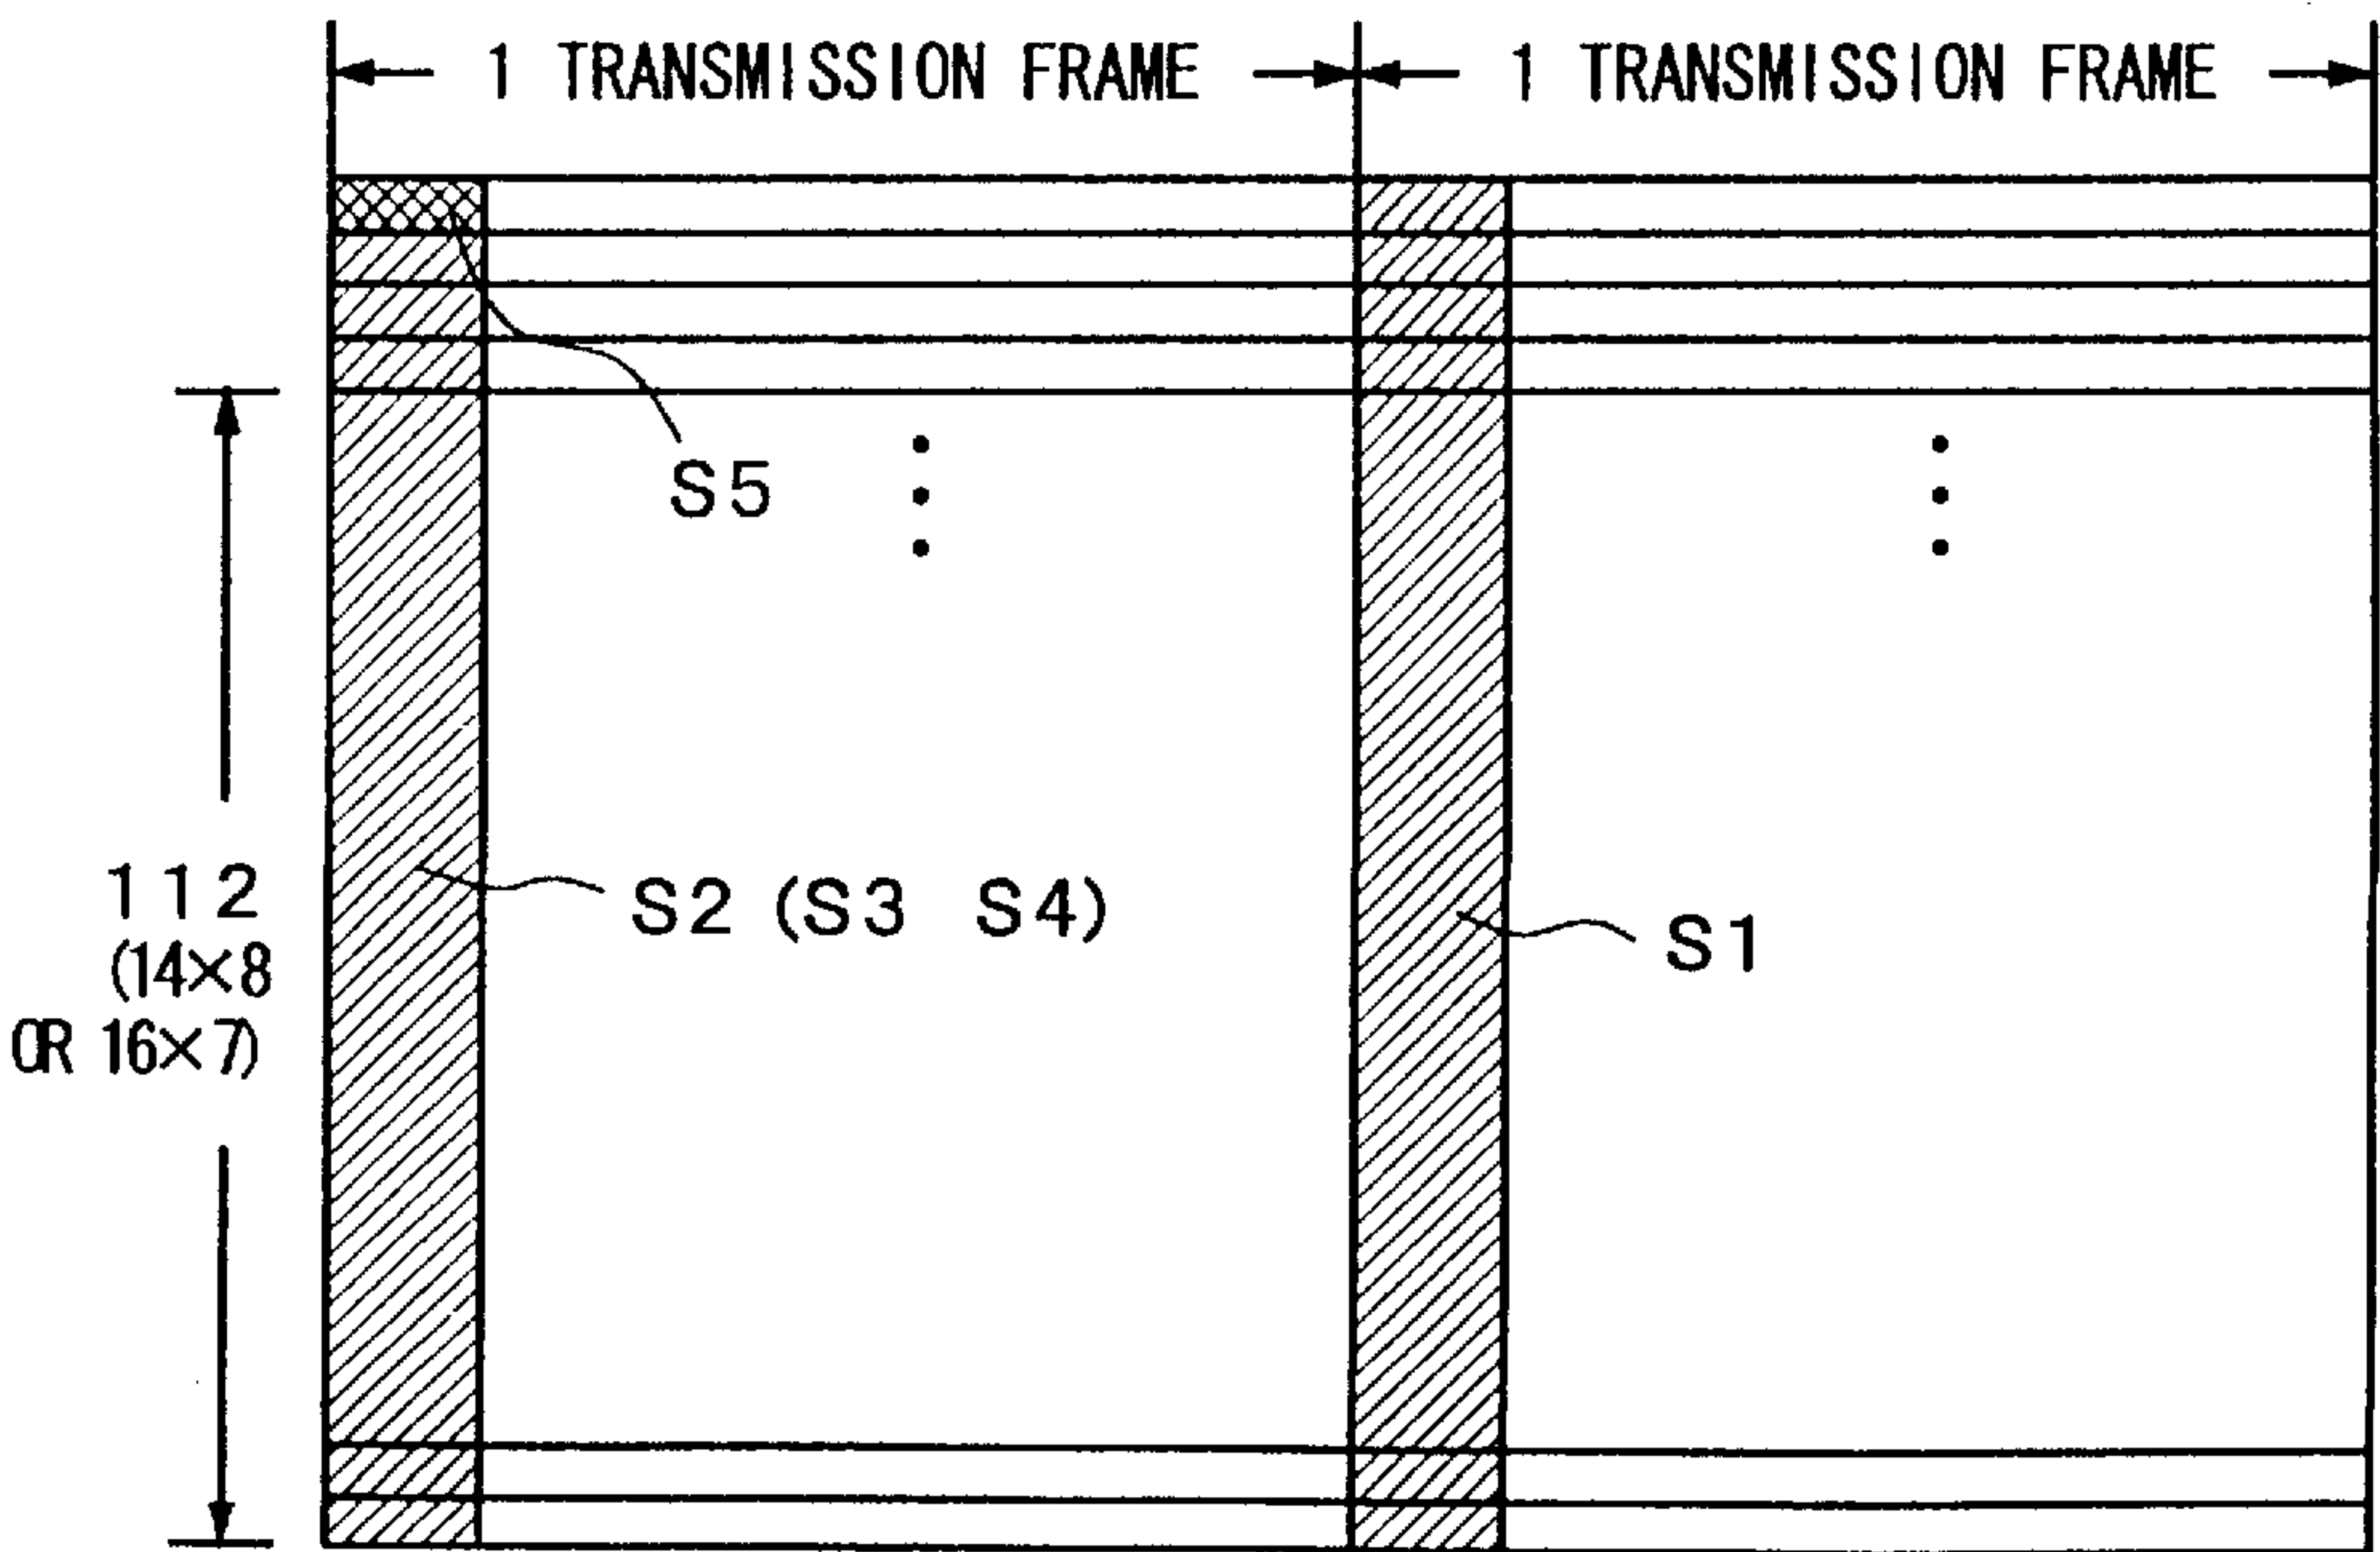 1 TRANSMISSION FRAME 1 TRANSMISSION FRAME
S5
112
(14×8
OR 16×7)
S2 (S3 S4)
S1